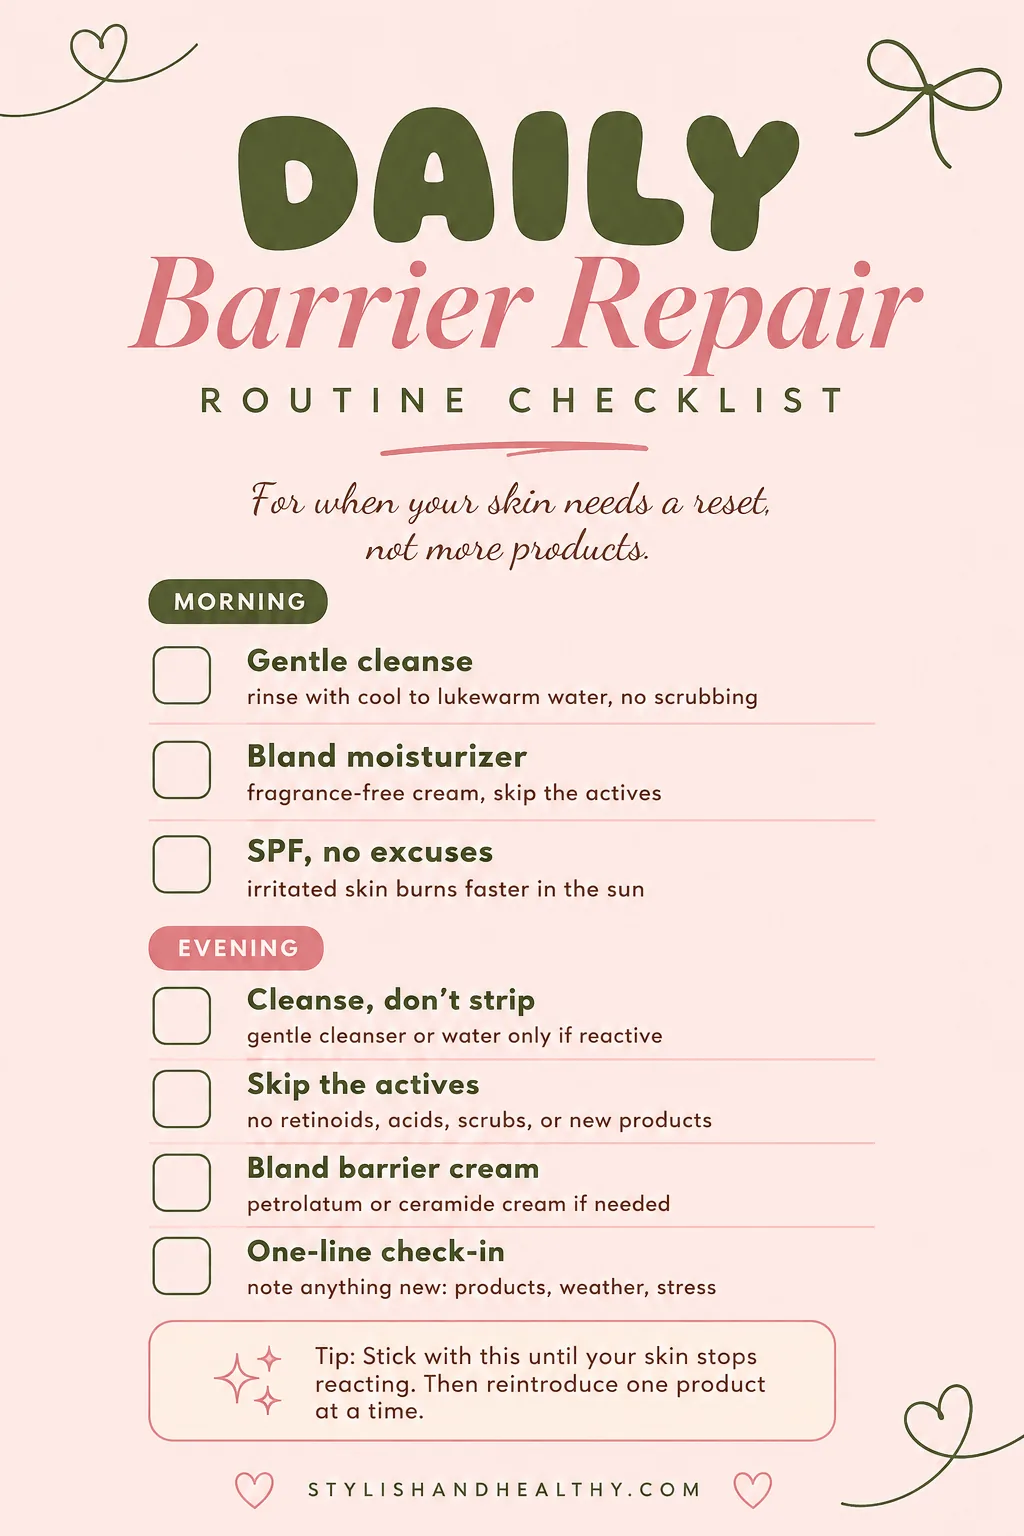 DAILY
Barrier Repair
ROUTINE CHECKLIST
For when your skin needs a reset,
not more products.
MORNING
Gentle cleanse
rinse with cool to lukewarm water, no scrubbing
Bland moisturizer
fragrance-free cream, skip the actives
SPF, no excuses
irritated skin burns faster in the sun
EVENING
Cleanse, don't strip
gentle cleanser or water only if reactive
Skip the actives
no retinoids, acids, scrubs, or new products
Bland barrier cream
petrolatum or ceramide cream if needed
One-line check-in
note anything new: products, weather, stress
Tip: Stick with this until your skin stops
reacting. Then reintroduce one product
at a time.
STYLISHANDHEALTHY.COM